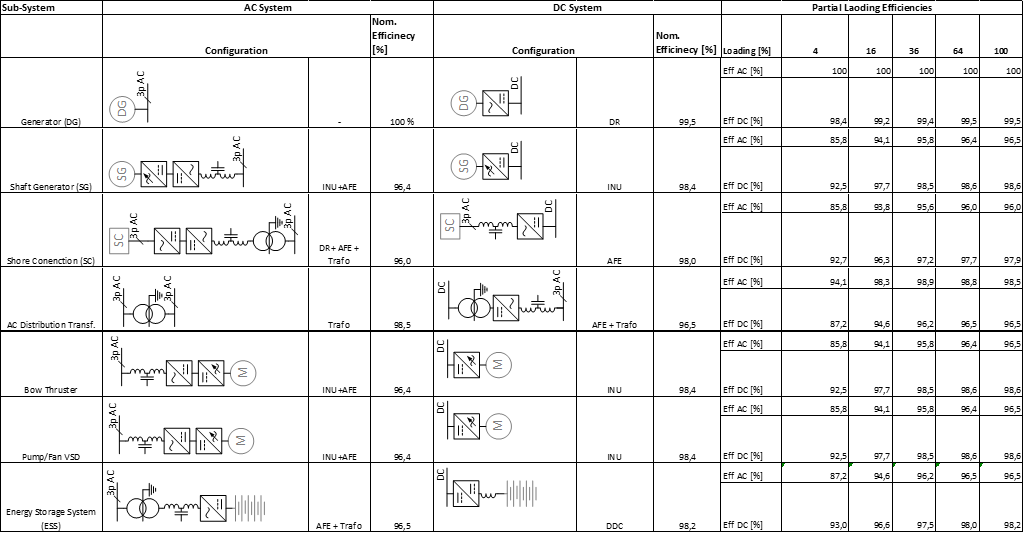 Sub-System AC System DC System Partial Laoding Efficiencies
Configuration Nom. Efficinecy [%] Configuration Nom. Efficinecy [%] Loading [%] 4 16 36 64 100
3p AC DG DC DG Eff AC [%] 100 100 100 100 100
Generator (DG) - 100 % DR 99,5 Eff DC [%] 98,4 99,2 99,4 99,5 99,5
SG 3p AC SG DC Eff AC [%] 85,8 94,1 95,8 96,4 96,5
Shaft Generator (SG) INU+AFE 96,4 INU 98,4 Eff DC [%] 92,5 97,7 98,5 98,6 98,6
SC 3p AC 3p AC SC 3p AC DC Eff AC [%] 85,8 93,8 95,6 96,0 96,0
Shore Conenction (SC) DR+ AFE + Trafo 96,0 AFE 98,0 Eff DC [%] 92,7 96,3 97,2 97,7 97,9
3p AC 3p AC DC 3p AC Eff AC [%] 94,1 98,3 98,9 98,8 98,5
AC Distribution Transf. Trafo 98,5 AFE + Trafo 96,5 Eff DC [%] 87,2 94,6 96,2 96,5 96,5
3p AC M DC M Eff AC [%] 85,8 94,1 95,8 96,4 96,5
Bow Thruster INU+AFE 96,4 INU 98,4 Eff DC [%] 92,5 97,7 98,5 98,6 98,6
3p AC M DC M Eff AC [%] 85,8 94,1 95,8 96,4 96,5
Pump/Fan VSD INU+AFE 96,4 INU 98,4 Eff DC [%] 92,5 97,7 98,5 98,6 98,6
3p AC DC Eff AC [%] 87,2 94,6 96,2 96,5 96,5
Energy Storage System (ESS) AFE + Trafo 96,5 DDC 98,2 Eff DC [%] 93,0 96,6 97,5 98,0 98,2